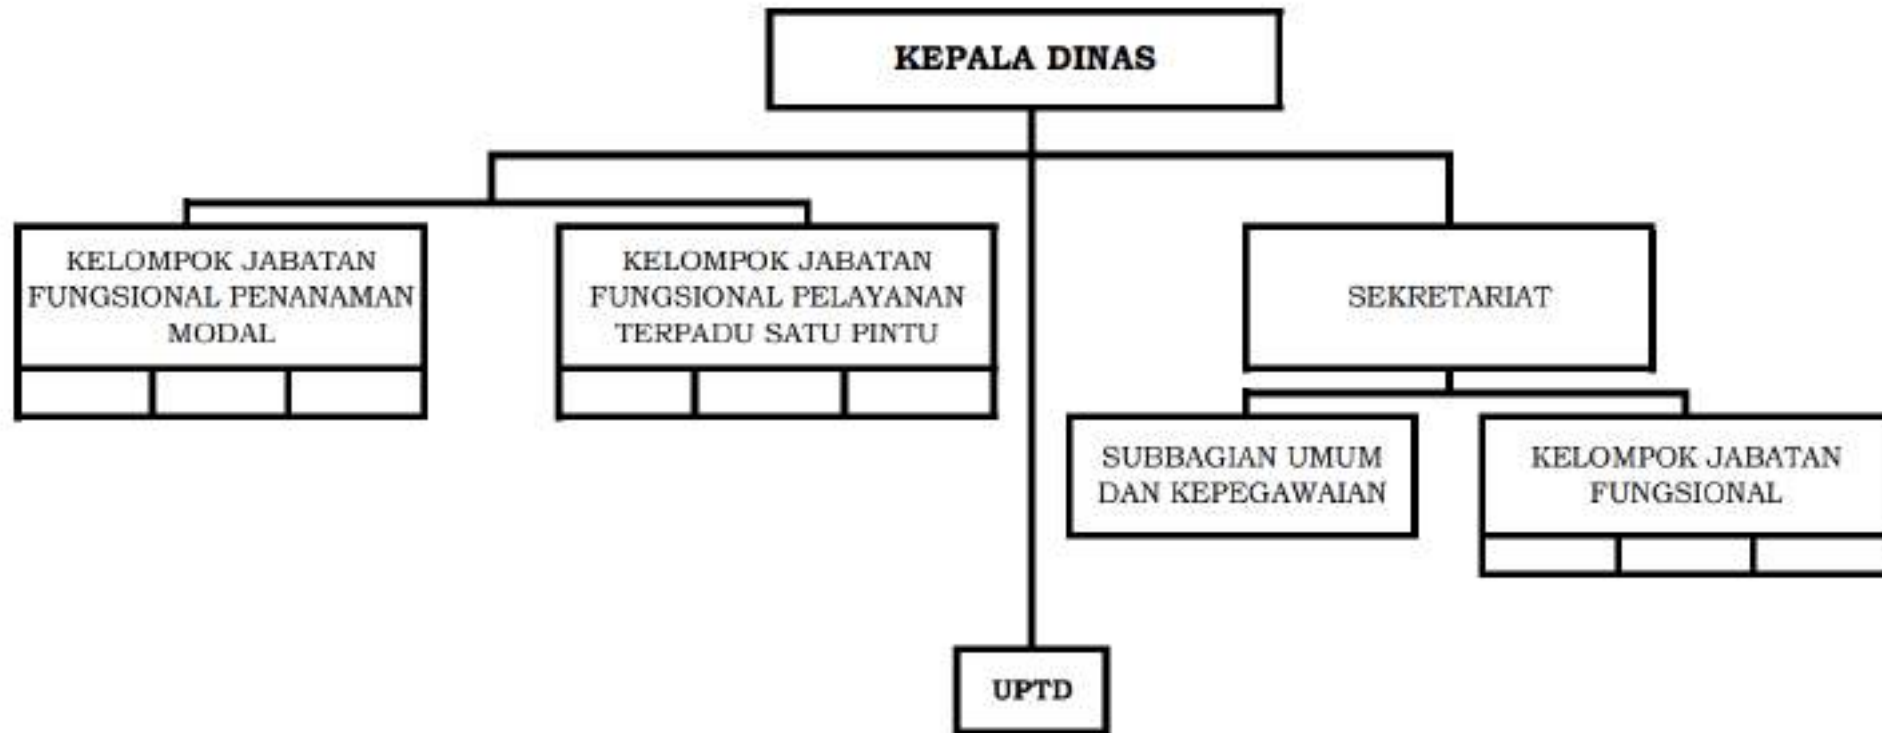 KEPALA DINAS
KELOMPOK JABATAN
FUNGSIONAL PENANAMAN
MODAL
KELOMPOK JABATAN
FUNGSIONAL PELAYANAN
TERPADU SATU PINTU
SEKRETARIAT
SUBBAGIAN UMUM
DAN KEPEGAWAIAN
KELOMPOK JABATAN
FUNGSIONAL
UPTD